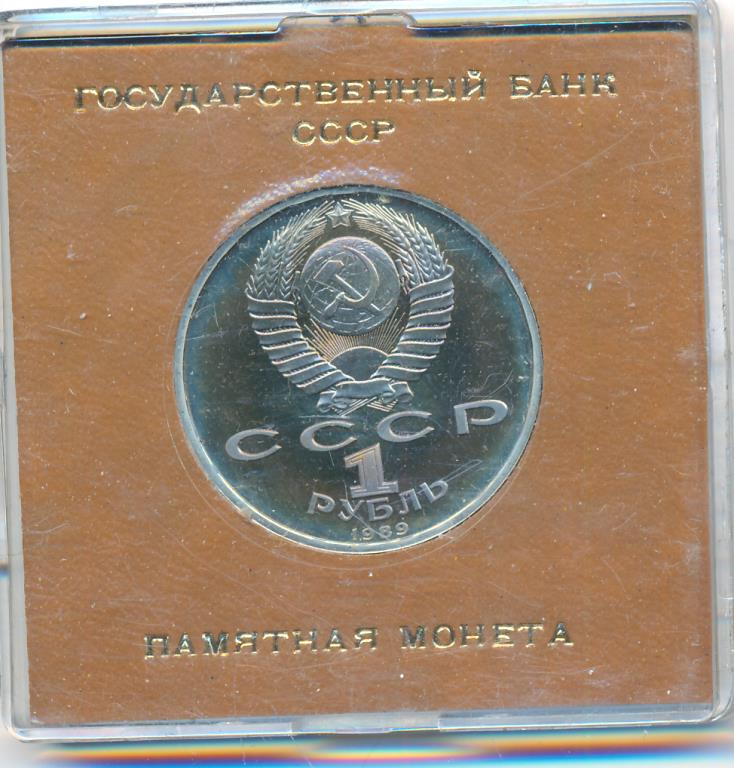 ГОСУДАРСТВЕННЫЙ БАНК
СССР
СССР
1
РУБЛЬ
1989
ПАМЯТНАЯ МОНЕТА